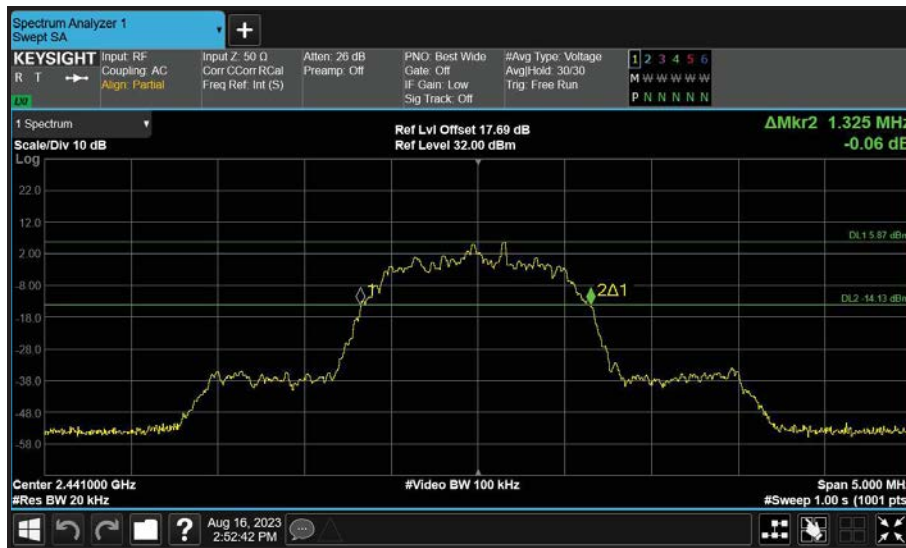 Spectrum Analyzer 1
Swept SA
KEYSIGHT
R T
LXI
Input: RF
Coupling: AC
Align: Partial
Input Z: 50 Ω
Corr CCorr RCal
Freq Ref: Int (S)
Atten: 26 dB
Preamp: Off
PNO: Best Wide
Gate: Off
IF Gain: Low
Sig Track: Off
#Avg Type: Voltage
Avg|Hold: 30/30
Trig: Free Run
1 2 3 4 5 6
M W W W W W
P N N N N N
1 Spectrum
Scale/Div 10 dB
Log
Ref Lvl Offset 17.69 dB
Ref Level 32.00 dBm
ΔMkr2 1.325 MHz
-0.06 dB
22.0
12.0
DL1 5.87 dBm
2.00
-8.00
1
2Δ1
DL2 -14.13 dBm
-18.0
-28.0
-38.0
-48.0
-58.0
Center 2.441000 GHz
#Res BW 20 kHz
#Video BW 100 kHz
Span 5.000 MH
#Sweep 1.00 s (1001 pts
?
Aug 16, 2023
2:52:42 PM